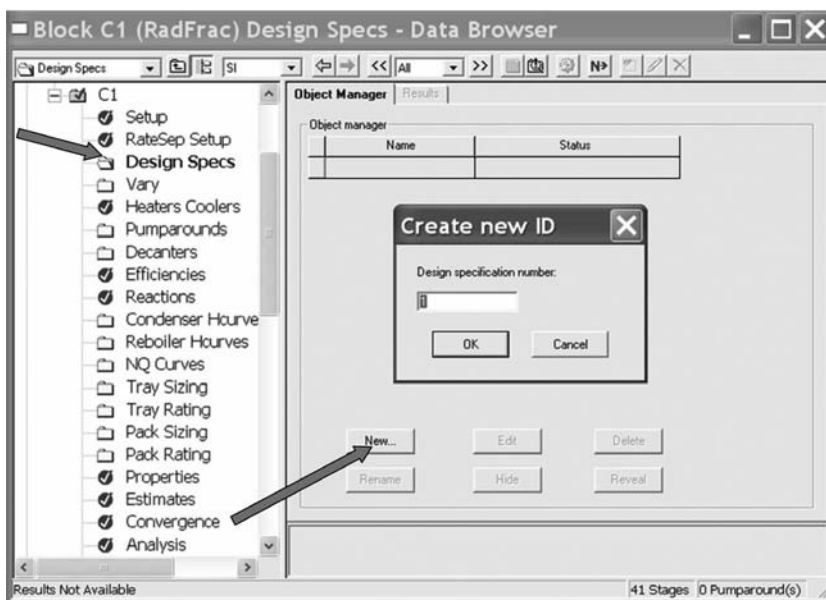 Block C1 (RadFrac) Design Specs - Data Browser
Design Specs SI << All >> N>
C1
Setup
RateSep Setup
Design Specs
Vary
Heaters Coolers
Pumparounds
Decanters
Efficiencies
Reactions
Condenser Hcurve
Reboiler Hcurves
NQ Curves
Tray Sizing
Tray Rating
Pack Sizing
Pack Rating
Properties
Estimates
Convergence
Analysis
Object Manager Results
Object manager
Name Status
Create new ID
Design specification number:
1
OK Cancel
New... Edit Delete
Rename Hide Reveal
Results Not Available 41 Stages 0 Pumparound(s)